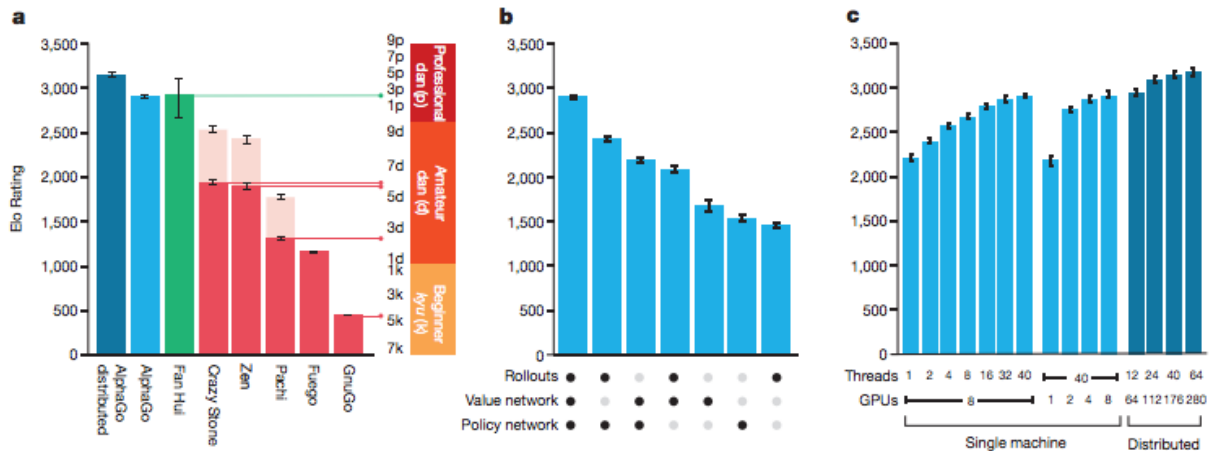 a
Elo Rating
3,500
3,000
2,500
2,000
1,500
1,000
500
0
AlphaGo distributed
AlphaGo
Fan Hui
Crazy Stone
Zen
Pachi
Fuego
GnuGo
9p
7p
5p
3p
1p
9d
7d
5d
3d
1d
1k
3k
5k
7k
Professional dan (p)
Amateur dan (d)
Beginner kyu (k)
b
3,500
3,000
2,500
2,000
1,500
1,000
500
0
Rollouts
Value network
Policy network
c
3,500
3,000
2,500
2,000
1,500
1,000
500
0
Threads 1 2 4 8 16 32 40 40 12 24 40 64
GPUs 8 1 2 4 8 64 112 176 280
Single machine Distributed